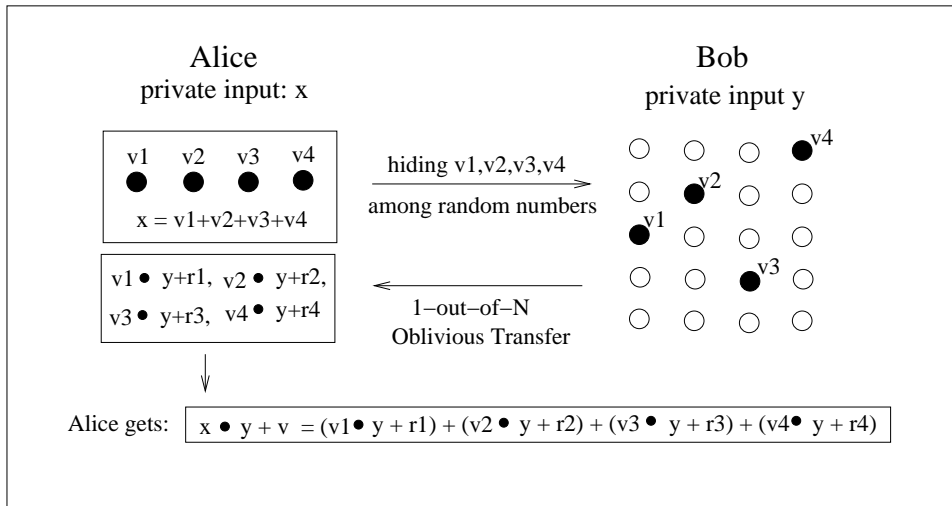 Alice
private input: x
v1 v2 v3 v4
x = v1+v2+v3+v4
hiding v1,v2,v3,v4
among random numbers
Bob
private input y
v4
v2
v1
v3
v1 • y+r1, v2 • y+r2,
v3 • y+r3, v4 • y+r4
1–out–of–N
Oblivious Transfer
Alice gets: x • y + v = (v1 • y + r1) + (v2 • y + r2) + (v3 • y + r3) + (v4 • y + r4)